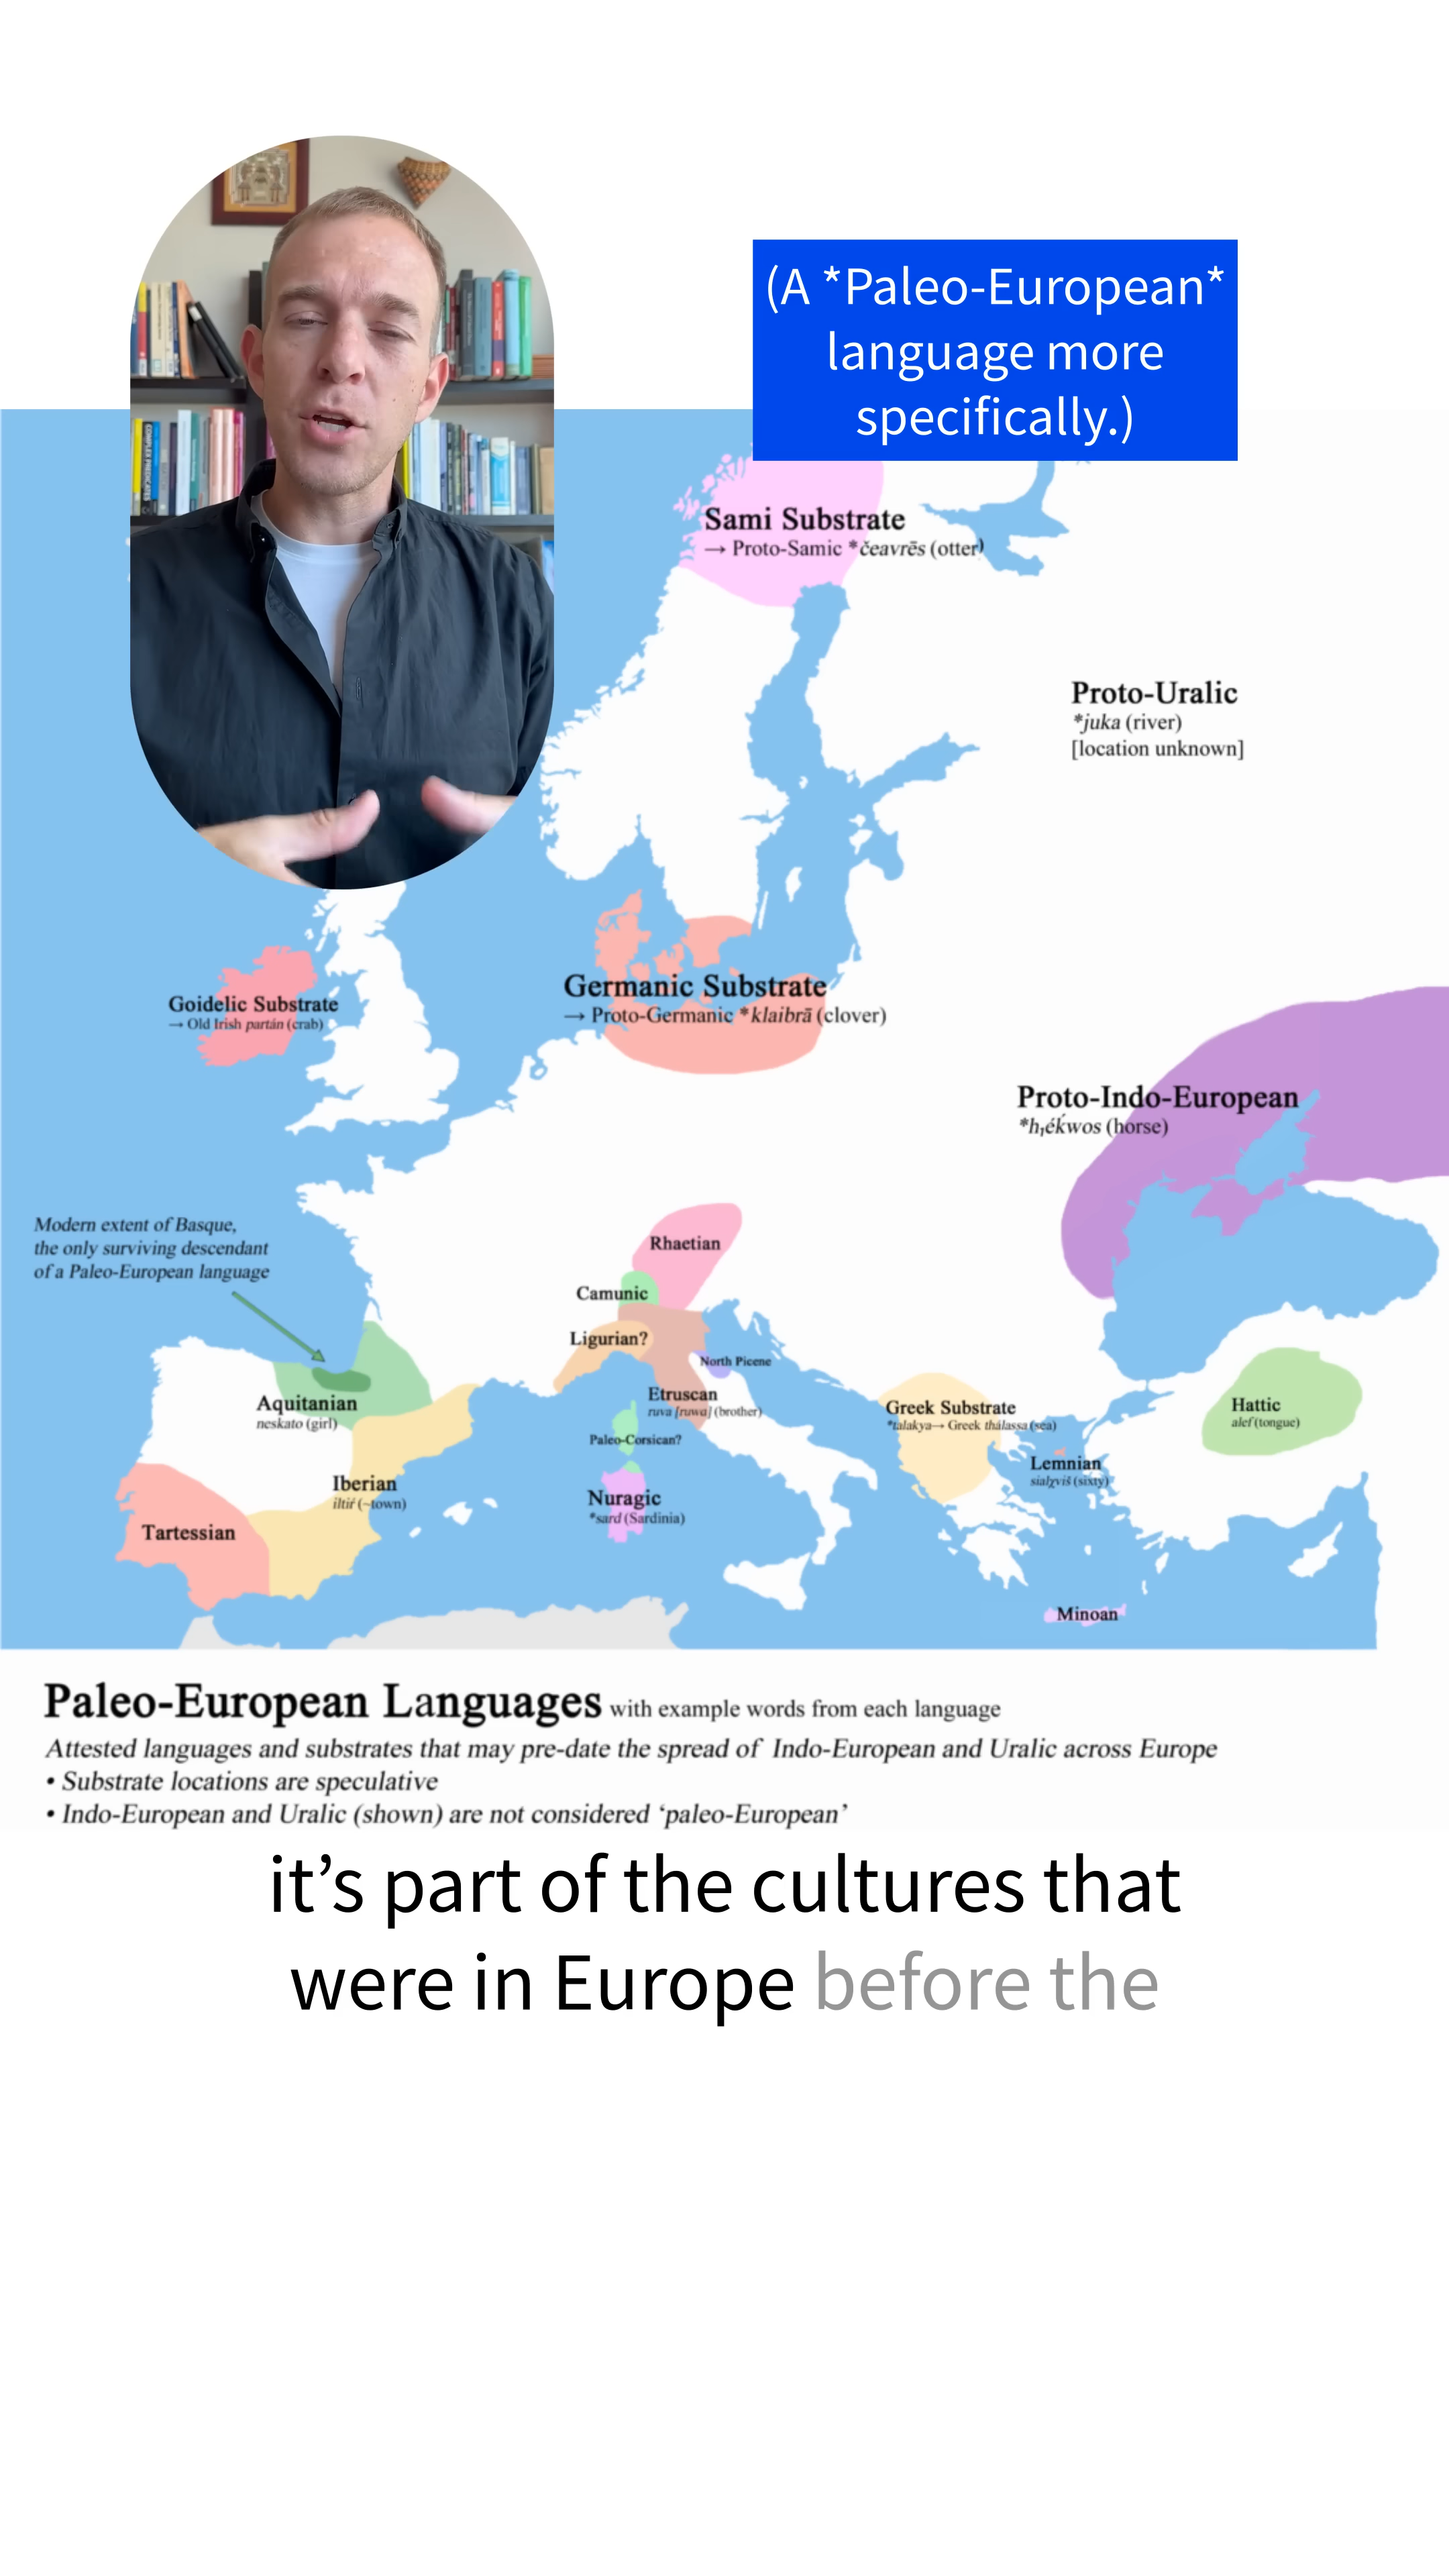 (A *Paleo-European*
language more
specifically.)
COMPLEX PREDICATES
Sami Substrate
→ Proto-Samic *čeavrēs (otter)
Proto-Uralic
*juka (river)
[location unknown]
Goidelic Substrate
→ Old Irish partán (crab)
Germanic Substrate
→ Proto-Germanic *klaibrā (clover)
Proto-Indo-European
*h₁éḱwos (horse)
Modern extent of Basque,
the only surviving descendant
of a Paleo-European language
Rhaetian
Camunic
Ligurian?
North Picene
Etruscan
ruva [ruwa] (brother)
Paleo-Corsican?
Aquitanian
neskato (girl)
Greek Substrate
*talakya→ Greek thálassa (sea)
Hattic
alef (tongue)
Lemnian
sialχviš (sixty)
Iberian
iltiŕ (~town)
Nuragic
*sard (Sardinia)
Tartessian
Minoan
Paleo-European Languages with example words from each language
Attested languages and substrates that may pre-date the spread of Indo-European and Uralic across Europe
• Substrate locations are speculative
• Indo-European and Uralic (shown) are not considered ‘paleo-European’
it’s part of the cultures that
were in Europe before the